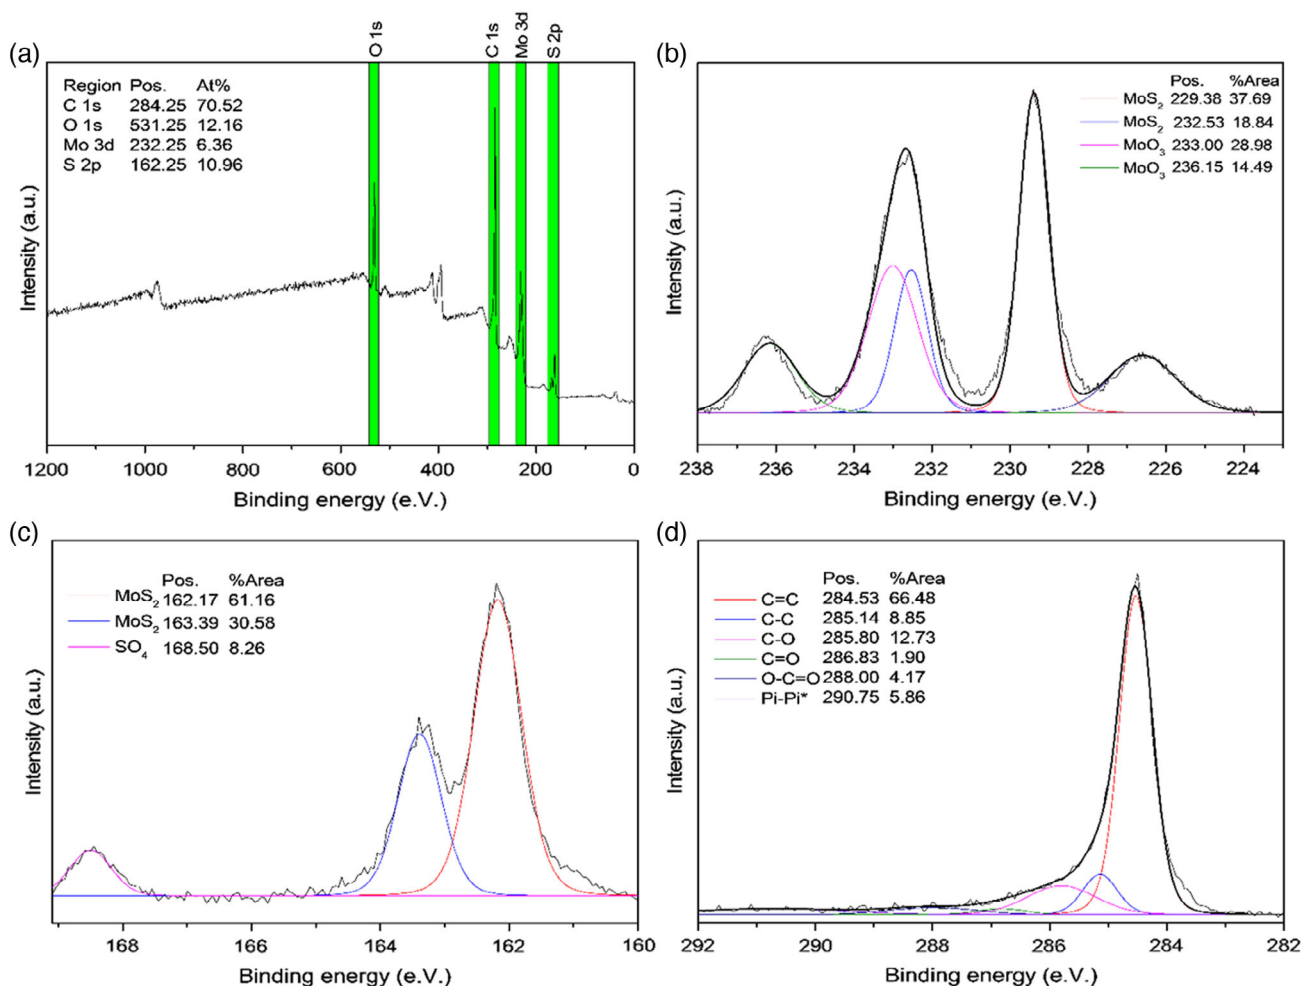 (a)
O 1s
C 1s
Mo 3d
S 2p
Region Pos. At%
C 1s 284.25 70.52
O 1s 531.25 12.16
Mo 3d 232.25 6.36
S 2p 162.25 10.96
Intensity (a.u.)
1200 1000 800 600 400 200 0
Binding energy (e.V.)
(b)
Pos. %Area
MoS₂ 229.38 37.69
MoS₂ 232.53 18.84
MoO₃ 233.00 28.98
MoO₃ 236.15 14.49
Intensity (a.u.)
238 236 234 232 230 228 226 224
Binding energy (e.V.)
(c)
Pos. %Area
MoS₂ 162.17 61.16
MoS₂ 163.39 30.58
SO₄ 168.50 8.26
Intensity (a.u.)
168 166 164 162 160
Binding energy (e.V.)
(d)
Pos. %Area
C=C 284.53 66.48
C-C 285.14 8.85
C-O 285.80 12.73
C=O 286.83 1.90
O-C=O 288.00 4.17
Pi-Pi* 290.75 5.86
Intensity (a.u.)
292 290 288 286 284 282
Binding energy (e.V.)